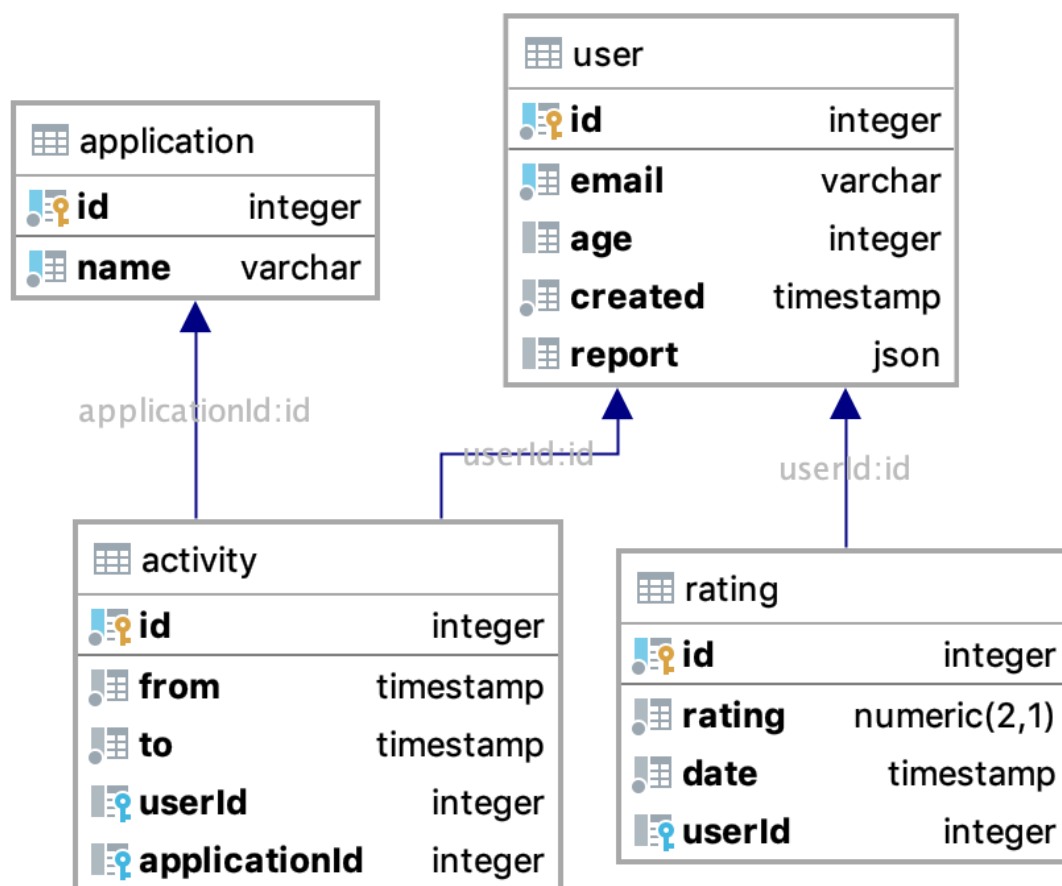 user
id integer
email varchar
age integer
created timestamp
report json
application
id integer
name varchar
applicationId:id
userId:id
userId:id
activity
id integer
from timestamp
to timestamp
userId integer
applicationId integer
rating
id integer
rating numeric(2,1)
date timestamp
userId integer